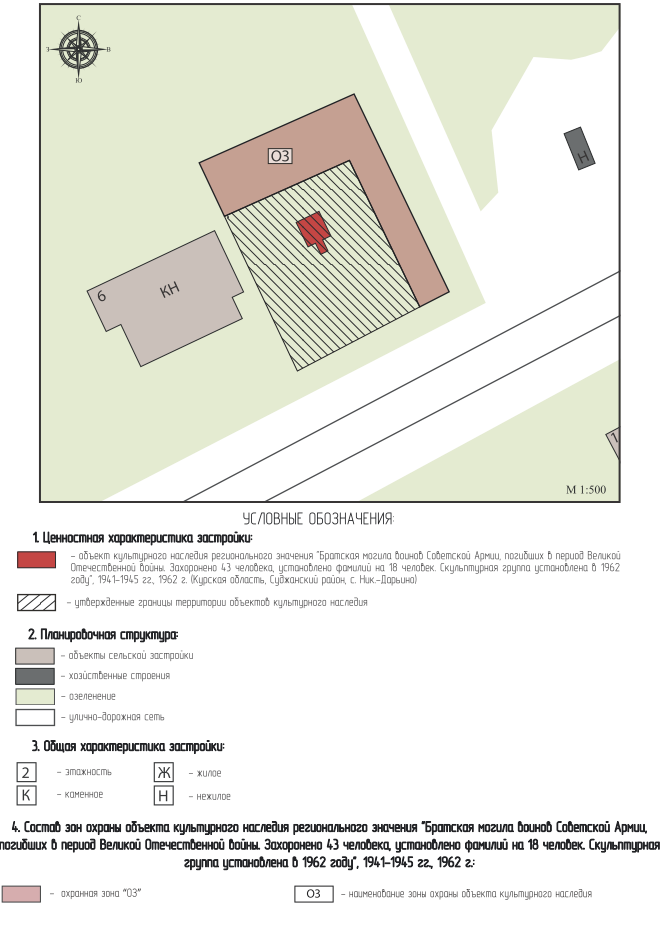 С
З В
Ю
ОЗ
Н
6
КН
1
М 1:500
УСЛОВНЫЕ ОБОЗНАЧЕНИЯ:
1. Ценностная характеристика застройки:
– объект культурного наследия регионального значения "Братская могила воинов Советской Армии, погибших в период Великой
Отечественной войны. Захоронено 43 человека, установлено фамилий на 18 человек. Скульптурная группа установлена в 1962
году", 1941-1945 гг., 1962 г. (Курская область, Суджанский район, с. Ник.-Дарьино)
– утвержденные границы территории объектов культурного наследия
2. Планировочная структура:
– объекты сельской застройки
– хозйственные строения
– озеленение
– улично-дорожная сеть
3. Общая характеристика застройки:
2 – этажность Ж – жилое
К – каменное Н – нежилое
4. Состав зон охраны объекта культурного наследия регионального значения "Братская могила воинов Советской Армии,
погибших в период Великой Отечественной войны. Захоронено 43 человека, установлено фамилий на 18 человек. Скульптурная
группа установлена в 1962 году", 1941-1945 гг., 1962 г.:
– охранная зона "ОЗ" ОЗ – наименование зоны охраны объекта культурного наследия